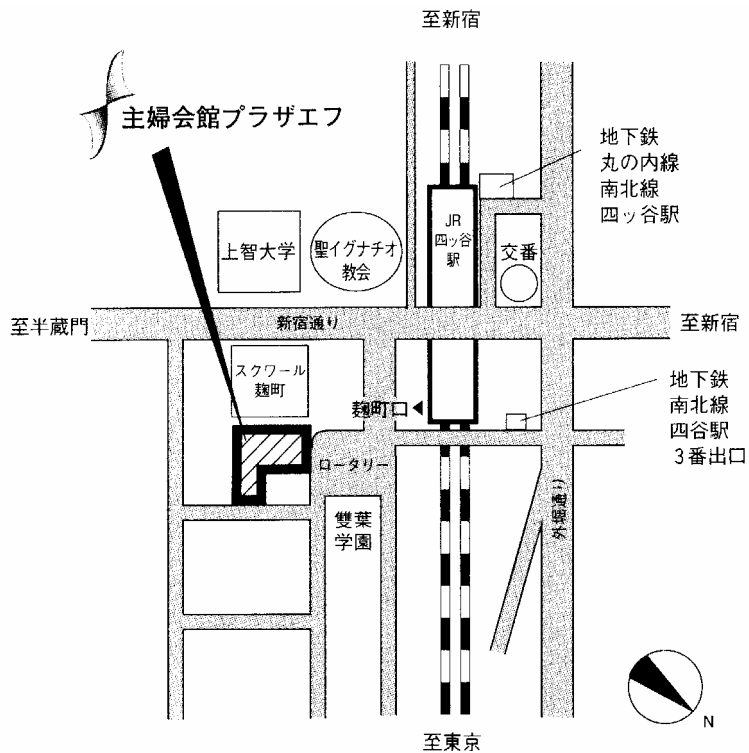 至新宿
主婦会館プラザエフ
地下鉄
丸の内線
南北線
四ッ谷駅
JR
四ッ谷
駅
上智大学
聖イグナチオ
教会
交番
至半蔵門
新宿通り
至新宿
スクワール
麹町
麹町口
地下鉄
南北線
四谷駅
3番出口
ロータリー
外堀通り
雙葉
学園
N
至東京